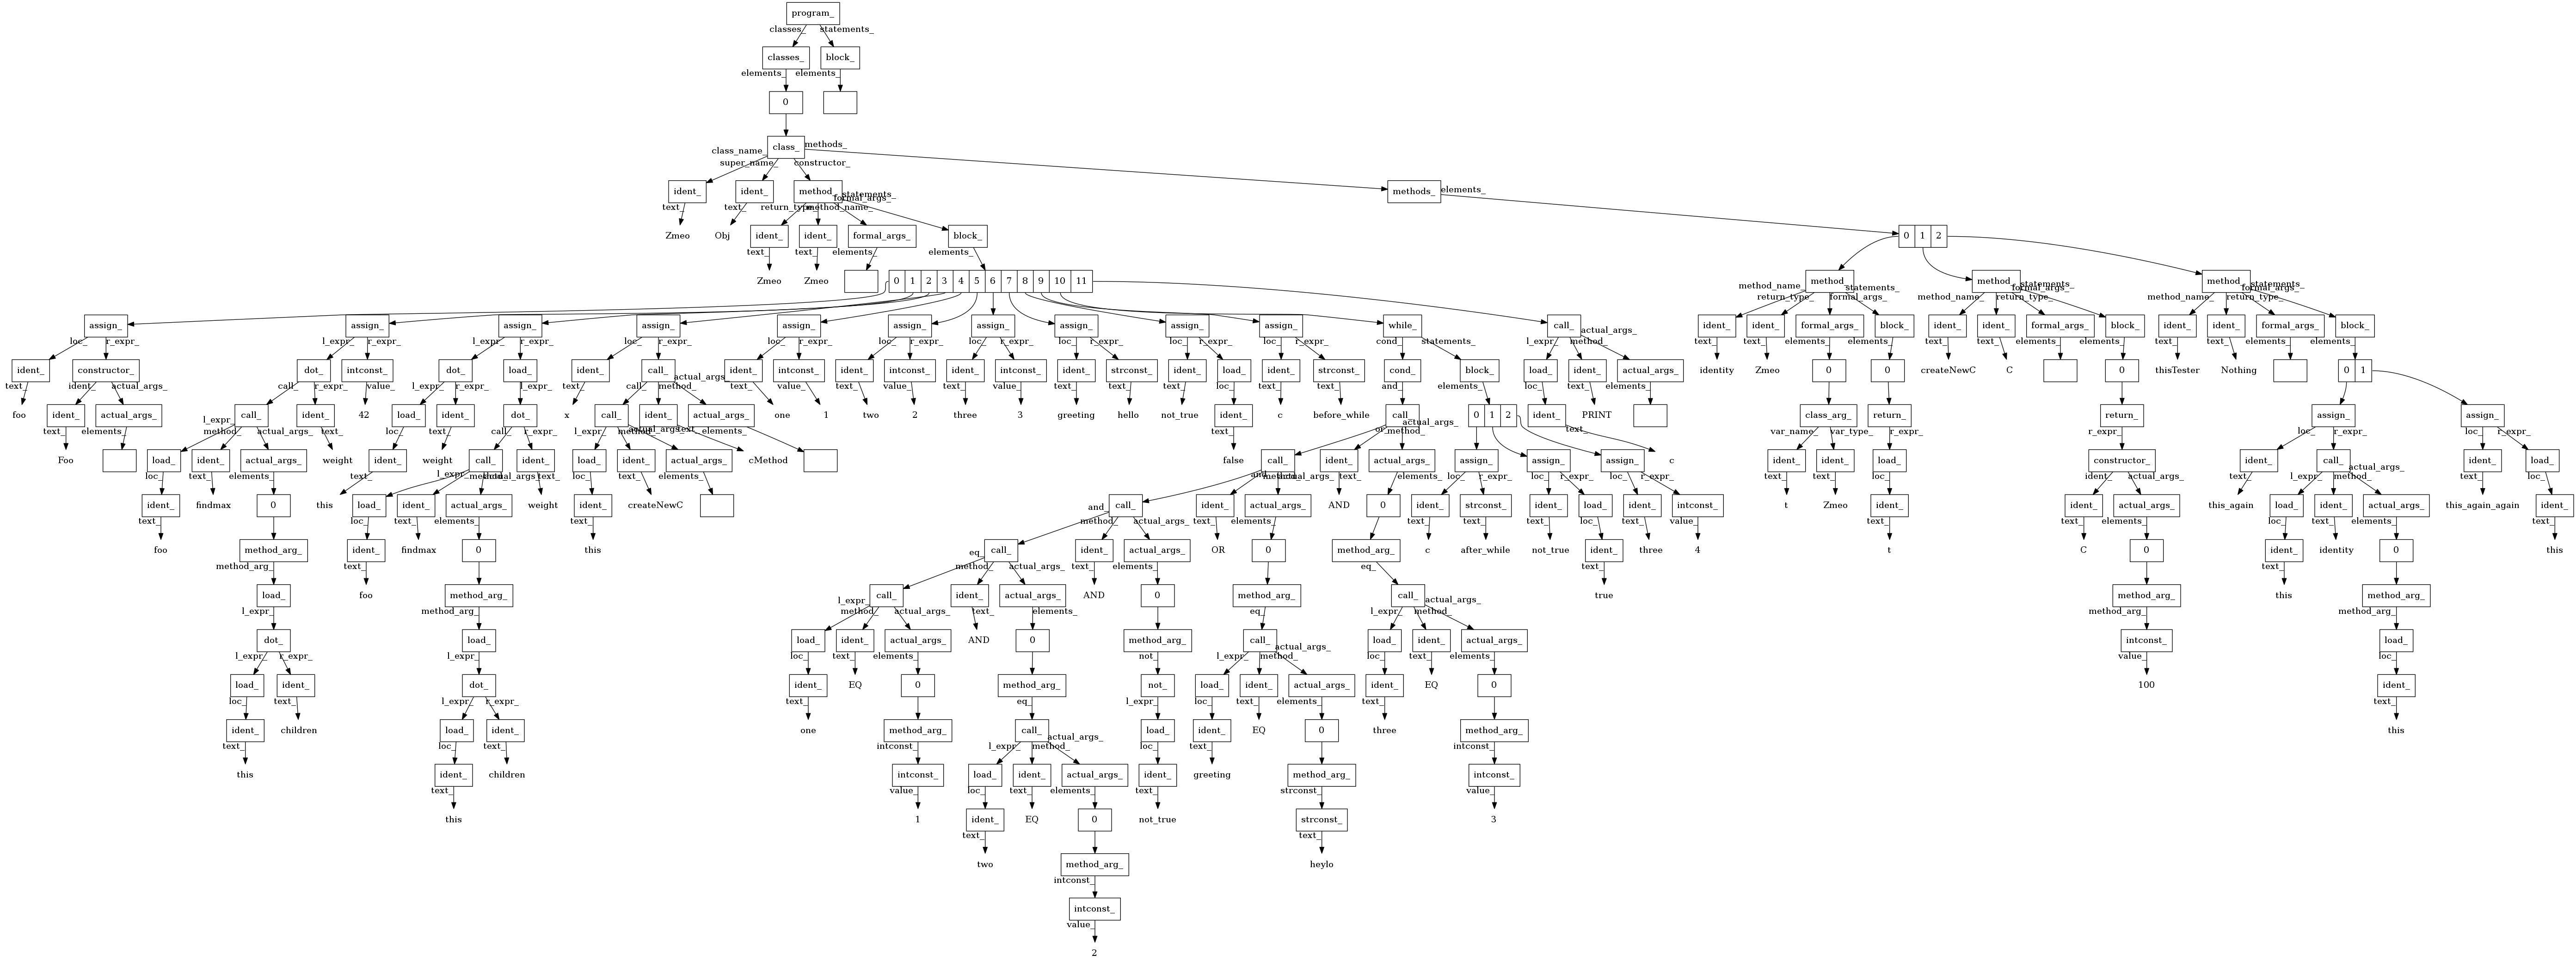 program_
classes_ statements_
classes_ block_
elements_ elements_
0
class_
class_name_ super_name_ constructor_ methods_
ident_ ident_ method_ methods_
text_ text_ return_type_ method_name_ formal_args_ statements_ elements_
Zmeo Obj ident_ ident_ formal_args_ block_ 0 1 2
text_ text_ elements_ elements_
Zmeo Zmeo 0 1 2 3 4 5 6 7 8 9 10 11 method_ method_ method_
method_name_ return_type_ formal_args_ statements_ method_name_ return_type_ formal_args_ statements_ method_name_ return_type_ formal_args_ statements_
assign_ assign_ assign_ assign_ assign_ assign_ assign_ assign_ assign_ assign_ while_ call_ ident_ ident_ formal_args_ block_ ident_ ident_ formal_args_ block_ ident_ ident_ formal_args_ block_
loc_ r_expr_ l_expr_ r_expr_ l_expr_ r_expr_ loc_ r_expr_ loc_ r_expr_ loc_ r_expr_ loc_ r_expr_ loc_ r_expr_ loc_ r_expr_ loc_ r_expr_ cond_ statements_ l_expr_ method_ actual_args_ text_ text_ elements_ elements_ text_ text_ elements_ elements_ text_ text_ elements_ elements_
ident_ constructor_ dot_ intconst_ dot_ load_ ident_ call_ ident_ intconst_ ident_ intconst_ ident_ intconst_ ident_ strconst_ ident_ load_ ident_ strconst_ cond_ block_ load_ ident_ actual_args_ identity Zmeo 0 0 createNewC C 0 thisTester Nothing 0 1
text_ ident_ actual_args_ call_ r_expr_ value_ l_expr_ r_expr_ l_expr_ text_ call_ method_ actual_args_ text_ value_ text_ value_ text_ value_ text_ text_ text_ loc_ text_ text_ and_ elements_ loc_ text_ elements_
foo ident_ actual_args_ call_ ident_ 42 load_ ident_ dot_ x call_ ident_ actual_args_ one 1 two 2 three 3 greeting hello not_true ident_ c before_while call_ 0 1 2 ident_ PRINT class_arg_ return_ return_ assign_ assign_
text_ elements_ l_expr_ method_ actual_args_ text_ loc_ text_ call_ r_expr_ l_expr_ method_ actual_args_ text_ elements_ text_ or_ method_ actual_args_ text_ var_name_ var_type_ r_expr_ r_expr_ loc_ r_expr_ loc_ r_expr_
Foo load_ ident_ actual_args_ weight ident_ weight call_ ident_ load_ ident_ actual_args_ cMethod false call_ ident_ actual_args_ assign_ assign_ assign_ c ident_ ident_ load_ constructor_ ident_ call_ ident_ load_
loc_ text_ elements_ text_ l_expr_ method_ actual_args_ text_ loc_ text_ elements_ and_ method_ actual_args_ text_ elements_ loc_ r_expr_ loc_ r_expr_ loc_ r_expr_ text_ text_ loc_ ident_ actual_args_ text_ l_expr_ method_ actual_args_ text_ loc_
ident_ findmax 0 this load_ ident_ actual_args_ weight ident_ createNewC call_ ident_ actual_args_ AND 0 ident_ strconst_ ident_ load_ ident_ intconst_ t Zmeo ident_ ident_ actual_args_ this_again load_ ident_ actual_args_ this_again_again ident_
text_ loc_ text_ elements_ text_ and_ method_ actual_args_ text_ elements_ text_ text_ text_ loc_ text_ value_ text_ text_ elements_ loc_ text_ elements_ text_
foo method_arg_ ident_ findmax 0 this call_ ident_ actual_args_ OR 0 method_arg_ c after_while not_true ident_ three 4 t C 0 ident_ identity 0 this
method_arg_ text_ eq_ method_ actual_args_ text_ elements_ eq_ text_ text_
load_ foo method_arg_ call_ ident_ actual_args_ AND 0 method_arg_ call_ true method_arg_ this method_arg_
l_expr_ method_arg_ l_expr_ method_ actual_args_ text_ elements_ eq_ l_expr_ method_ actual_args_ method_arg_ method_arg_
dot_ load_ load_ ident_ actual_args_ AND 0 method_arg_ call_ load_ ident_ actual_args_ intconst_ load_
l_expr_ r_expr_ l_expr_ loc_ text_ elements_ not_ l_expr_ method_ actual_args_ loc_ text_ elements_ value_ loc_
load_ ident_ dot_ ident_ EQ 0 method_arg_ not_ load_ ident_ actual_args_ ident_ EQ 0 100 ident_
loc_ text_ l_expr_ r_expr_ text_ eq_ l_expr_ loc_ text_ elements_ text_ text_
ident_ children load_ ident_ one method_arg_ call_ load_ ident_ EQ 0 three method_arg_ this
text_ loc_ text_ intconst_ l_expr_ method_ actual_args_ loc_ text_ intconst_
this ident_ children intconst_ load_ ident_ actual_args_ ident_ greeting method_arg_ intconst_
text_ value_ loc_ text_ elements_ text_ strconst_ value_
this 1 ident_ EQ 0 not_true strconst_ 3
text_ text_
two method_arg_ heylo
intconst_
intconst_
value_
2